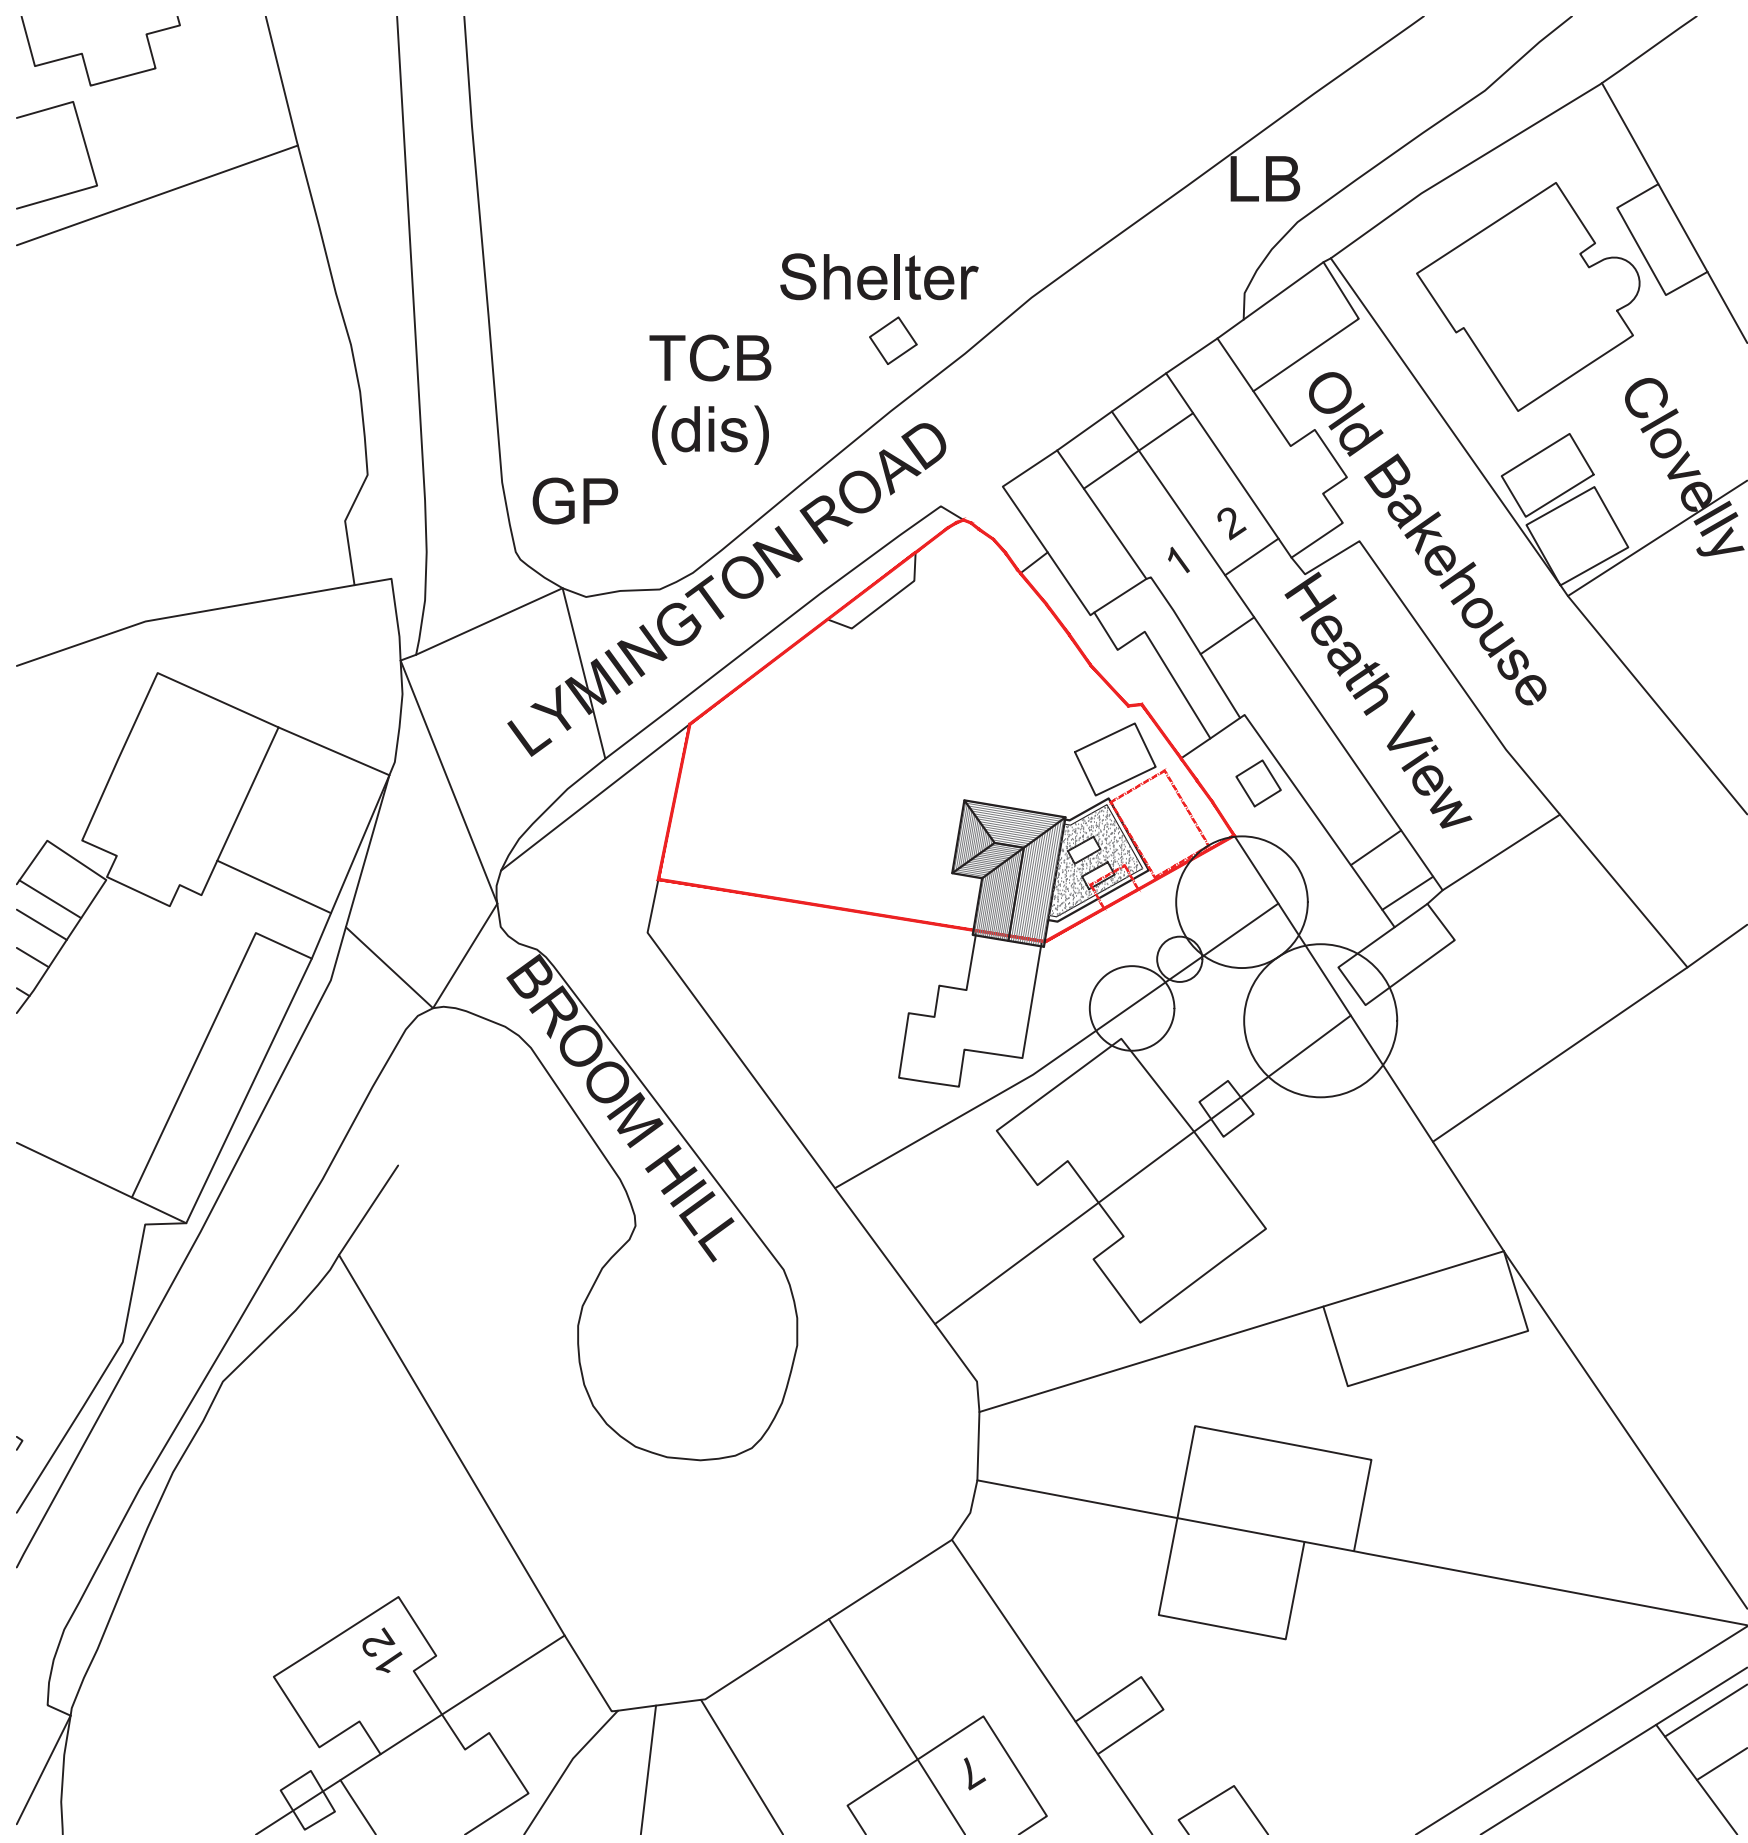 LB
Shelter
TCB
(dis)
GP
LYMINGTON ROAD
Old Bakehouse
Clovelly
2
1
Heath View
BROOM HILL
12
7